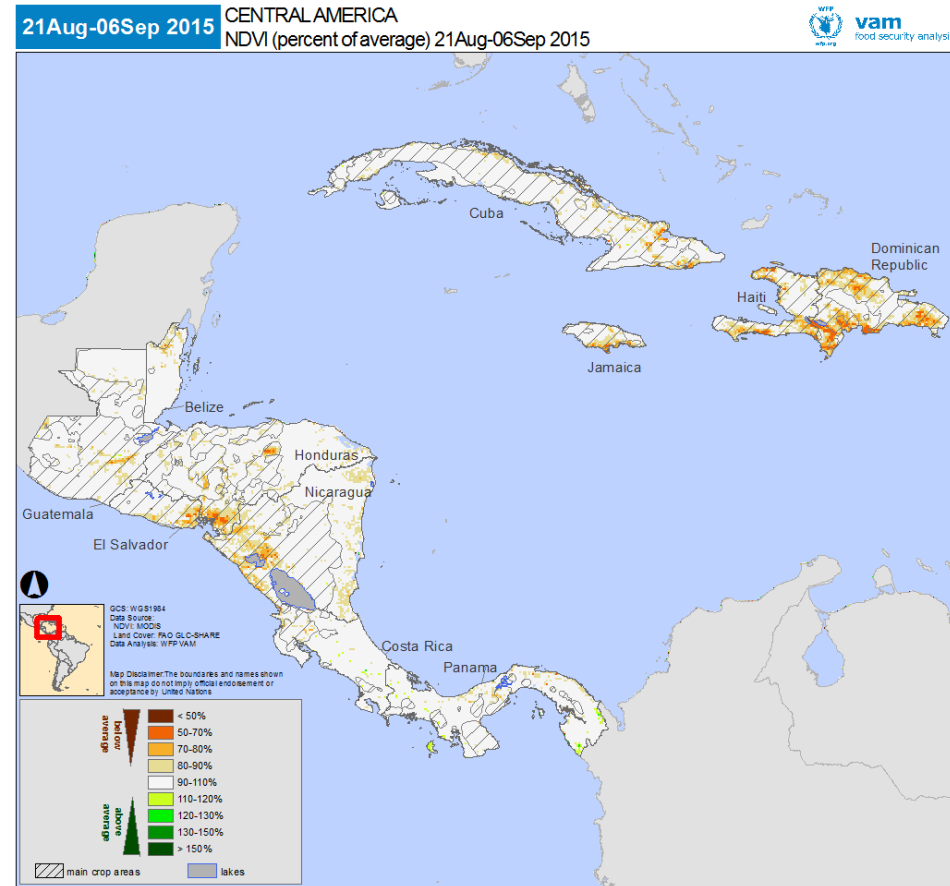 21Aug-06Sep 2015
CENTRAL AMERICA
NDVI (percent of average) 21Aug-06Sep 2015
WFP
wfp.org
vam
food security analysi
Cuba
Dominican
Republic
Haiti
Jamaica
Belize
Honduras
Nicaragua
Guatemala
El Salvador
Costa Rica
Panama
GCS: WGS1984
Data Source:
NDVI: MODIS
Land Cover: FAO GLC-SHARE
Data Analysis: WFP VAM
Map Disclaimer:The boundaries and names shown
on this map do not imply official endorsement or
acceptance by United Nations
below
average
< 50%
50-70%
70-80%
80-90%
90-110%
110-120%
120-130%
130-150%
> 150%
above
average
main crop areas
lakes